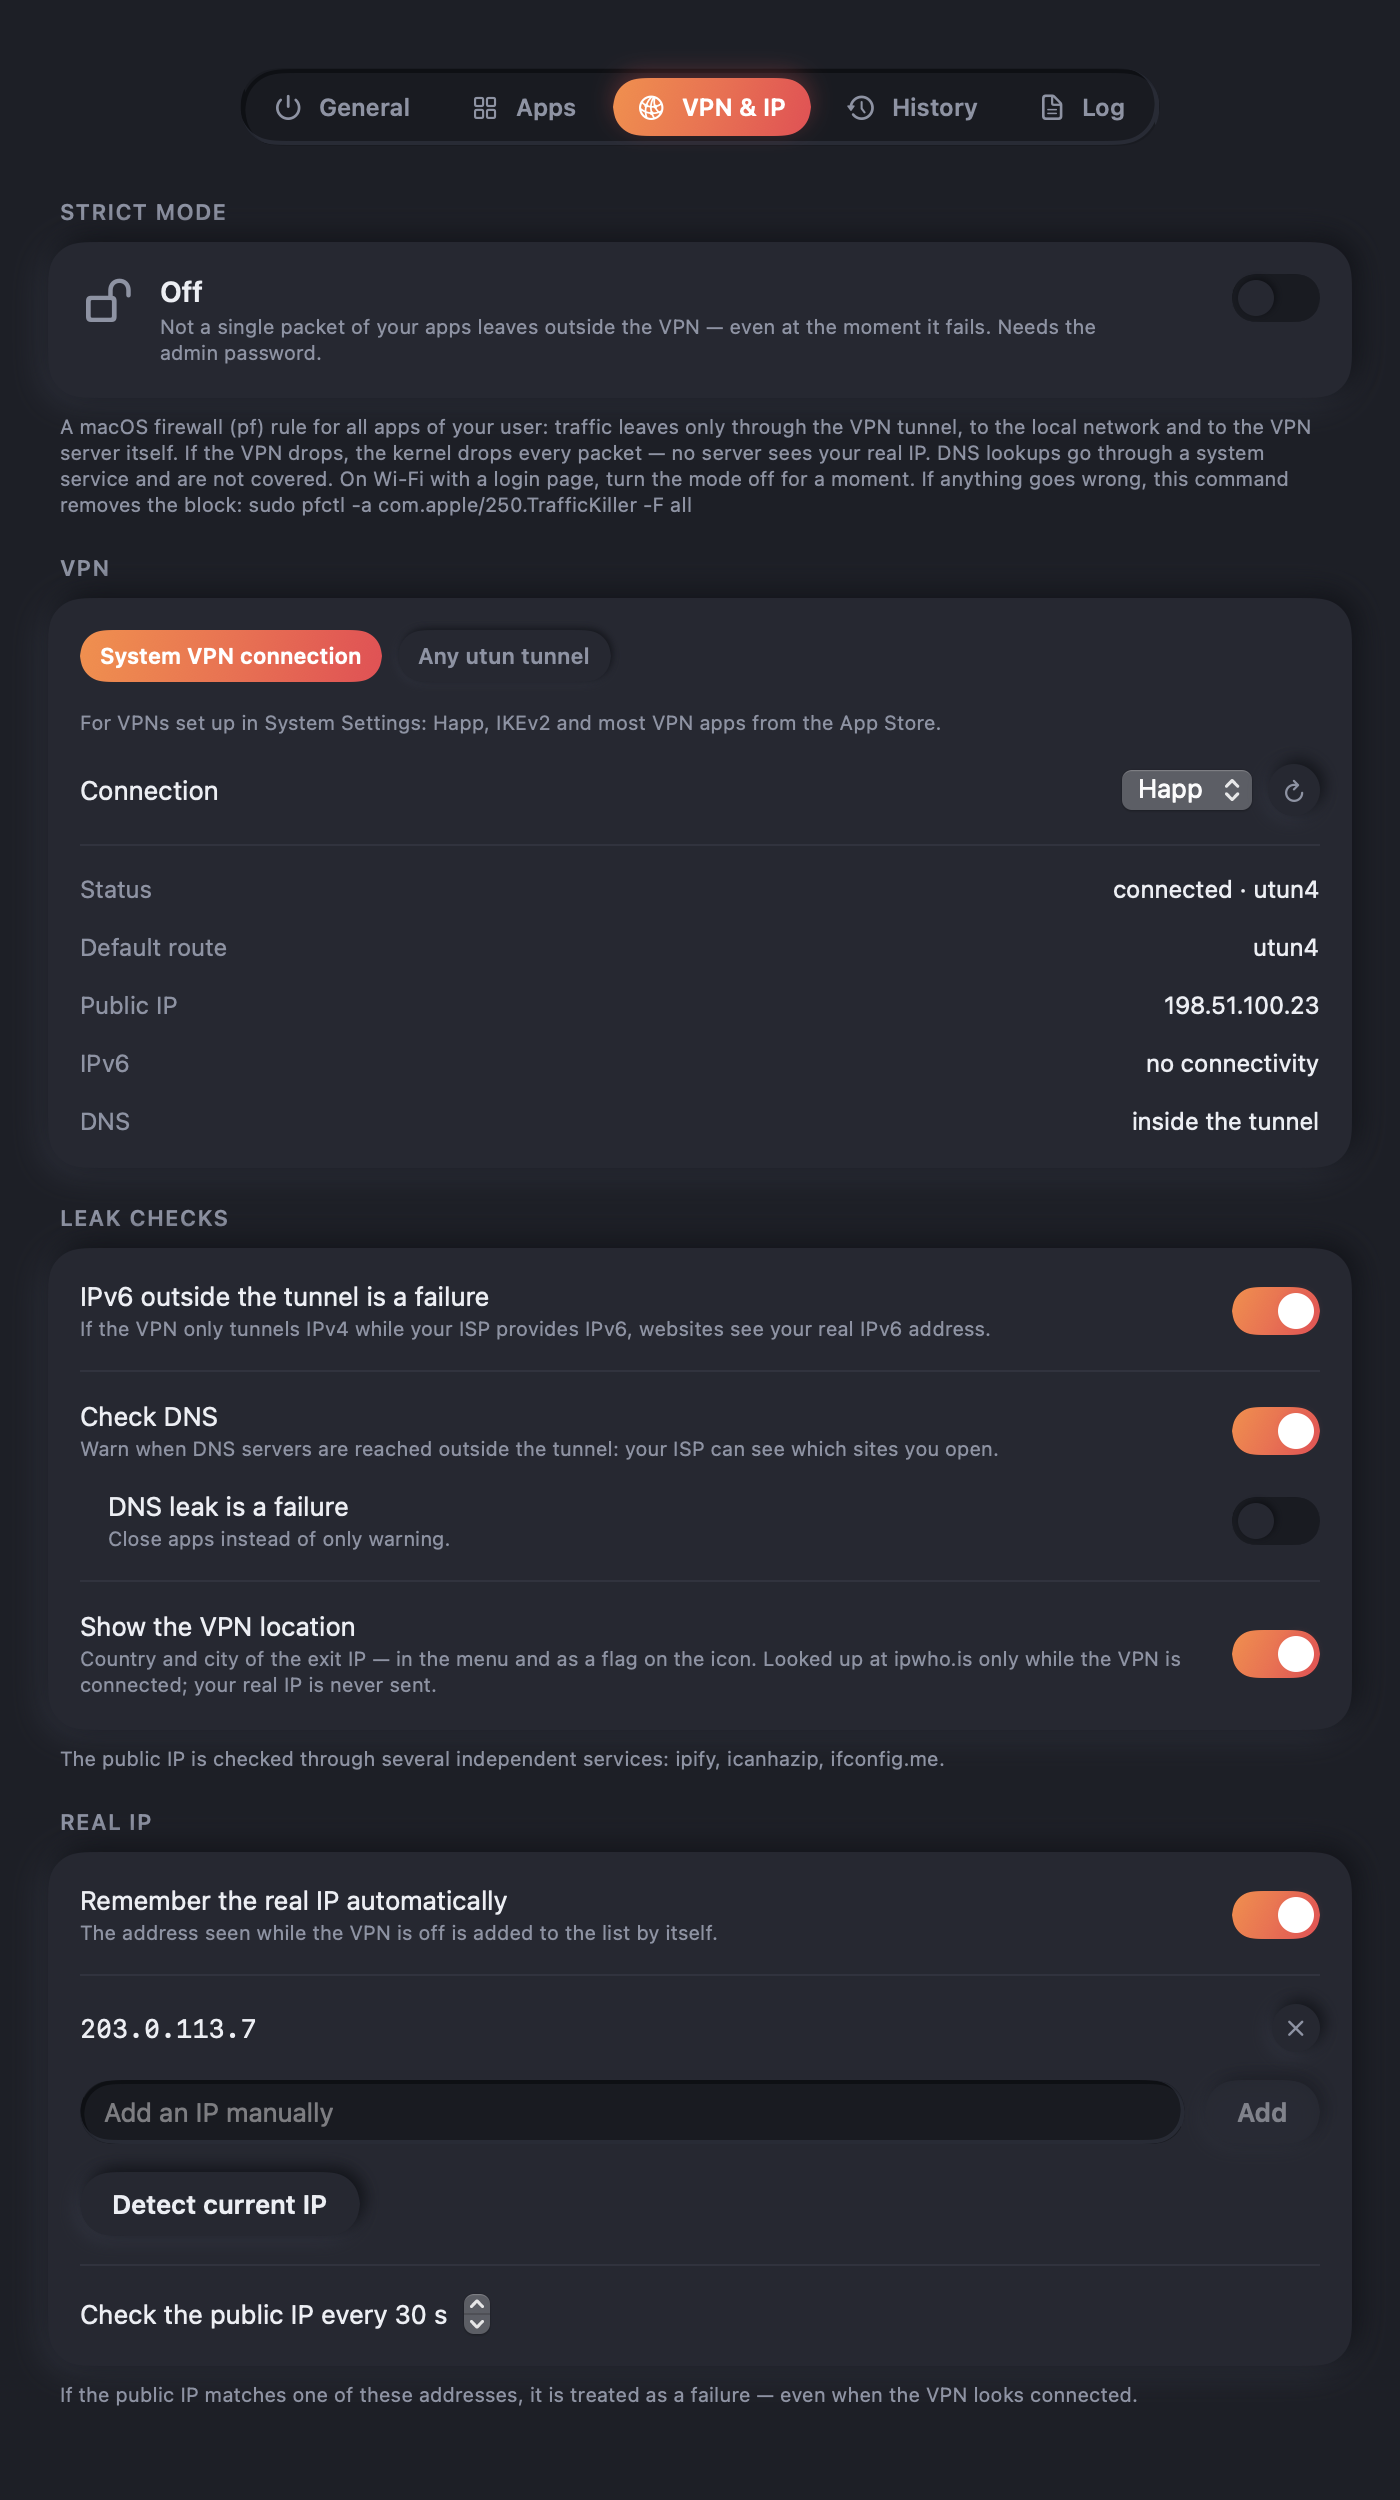 General
Apps
VPN & IP
History
Log
STRICT MODE
Off
Not a single packet of your apps leaves outside the VPN — even at the moment it fails. Needs the
admin password.
A macOS firewall (pf) rule for all apps of your user: traffic leaves only through the VPN tunnel, to the local network and to the VPN
server itself. If the VPN drops, the kernel drops every packet — no server sees your real IP. DNS lookups go through a system
service and are not covered. On Wi-Fi with a login page, turn the mode off for a moment. If anything goes wrong, this command
removes the block: sudo pfctl -a com.apple/250.TrafficKiller -F all
VPN
System VPN connection
Any utun tunnel
For VPNs set up in System Settings: Happ, IKEv2 and most VPN apps from the App Store.
Connection
Happ
Status
connected · utun4
Default route
utun4
Public IP
198.51.100.23
IPv6
no connectivity
DNS
inside the tunnel
LEAK CHECKS
IPv6 outside the tunnel is a failure
If the VPN only tunnels IPv4 while your ISP provides IPv6, websites see your real IPv6 address.
Check DNS
Warn when DNS servers are reached outside the tunnel: your ISP can see which sites you open.
DNS leak is a failure
Close apps instead of only warning.
Show the VPN location
Country and city of the exit IP — in the menu and as a flag on the icon. Looked up at ipwho.is only while the VPN is
connected; your real IP is never sent.
The public IP is checked through several independent services: ipify, icanhazip, ifconfig.me.
REAL IP
Remember the real IP automatically
The address seen while the VPN is off is added to the list by itself.
203.0.113.7
Add an IP manually
Add
Detect current IP
Check the public IP every 30 s
If the public IP matches one of these addresses, it is treated as a failure — even when the VPN looks connected.